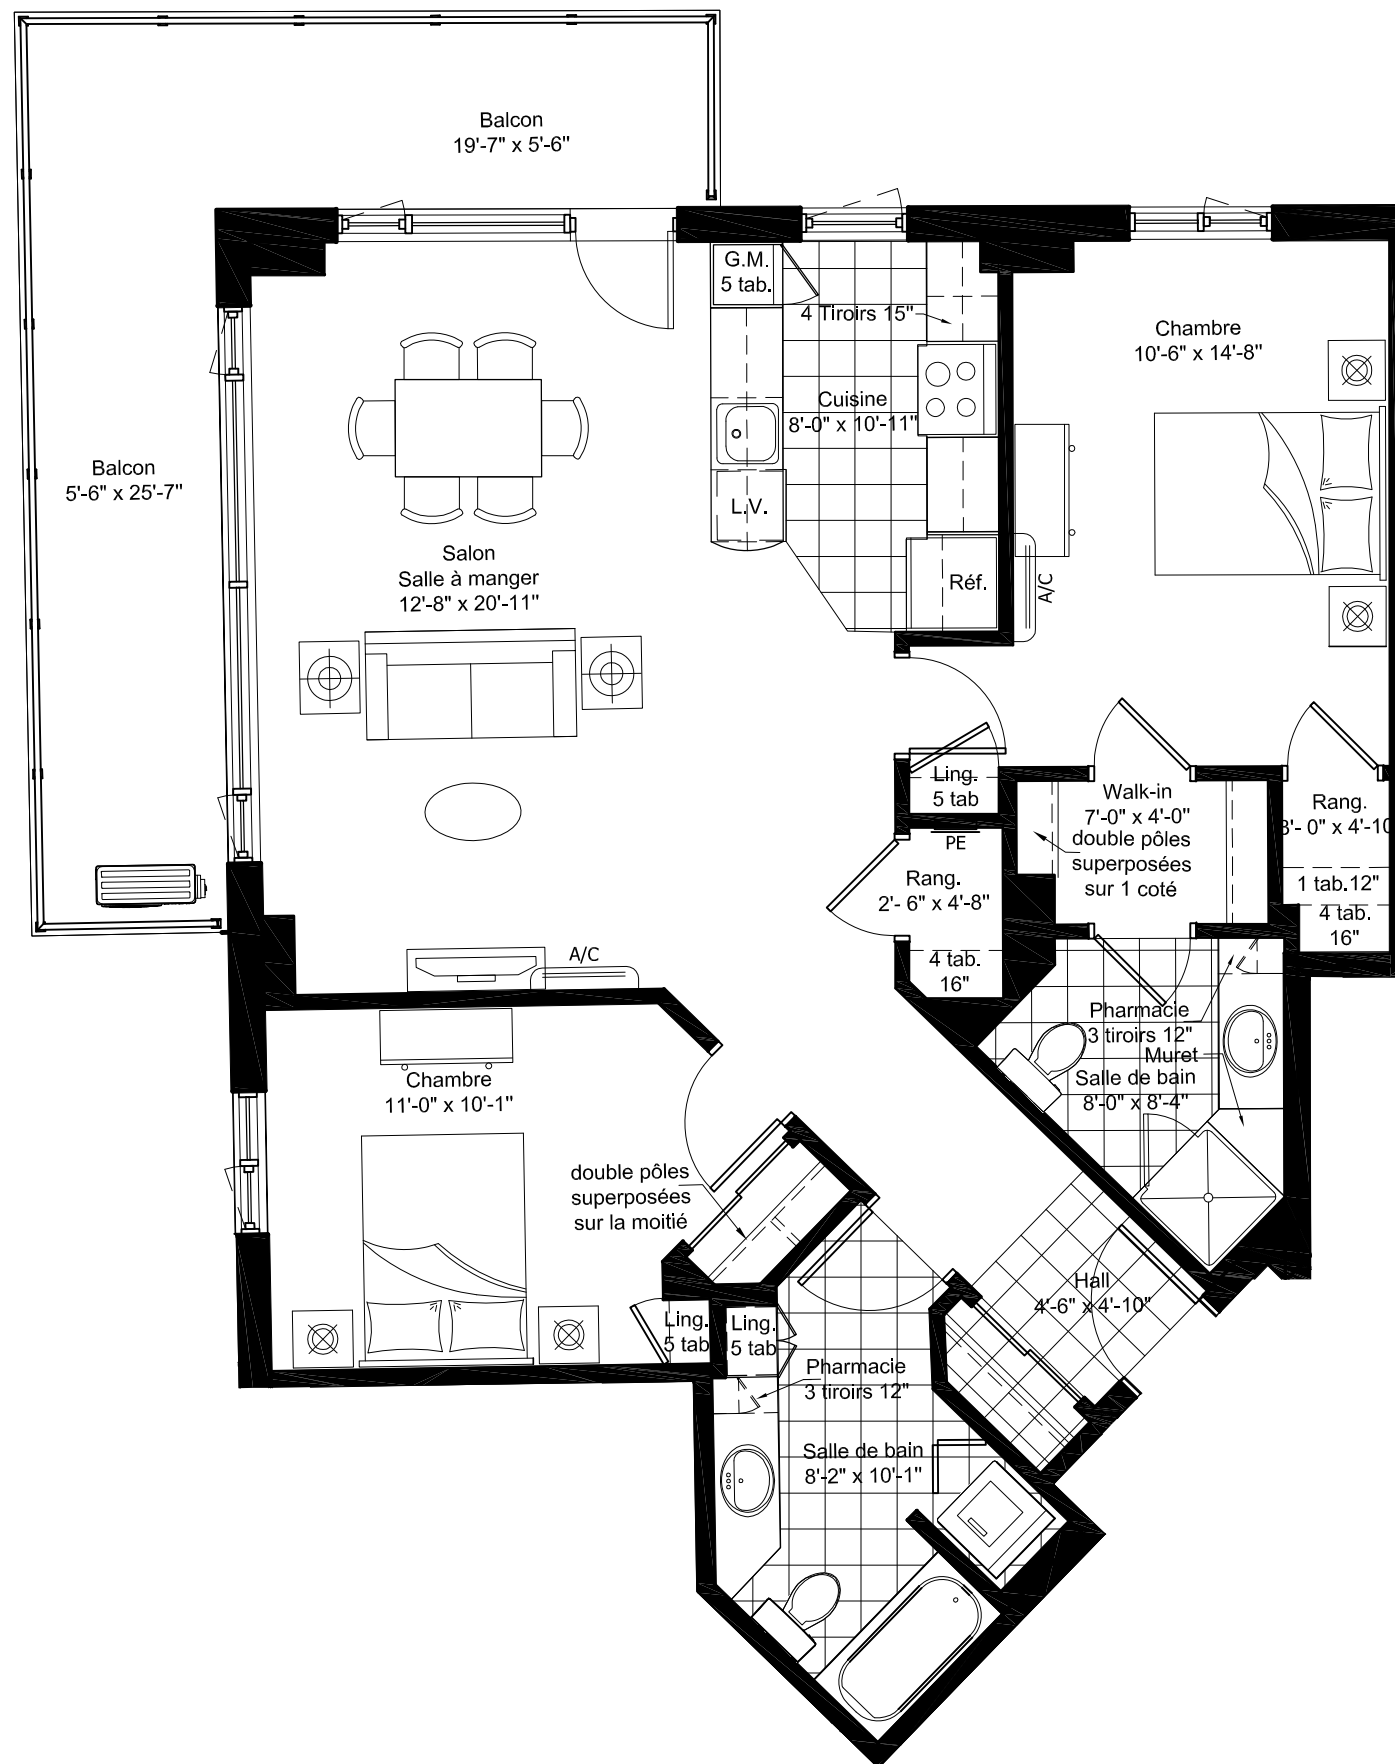 Balcon
19'-7" x 5'-6"
G.M.
5 tab.
4 Tiroirs 15"
Chambre
10'-6" x 14'-8"
Cuisine
8'-0" x 10'-11"
Balcon
5'-6" x 25'-7"
L.V.
Salon
Salle à manger
12'-8" x 20'-11"
Réf.
A/C
Ling.
5 tab
Walk-in
7'-0" x 4'-0"
double pôles
superposées
sur 1 coté
Rang.
8'- 0" x 4'-10
1 tab.12"
4 tab.
16"
PE
Rang.
2'- 6" x 4'-8"
4 tab.
16"
A/C
Pharmacie
3 tiroirs 12"
Muret
Salle de bain
8'-0" x 8'-4"
Chambre
11'-0" x 10'-1"
double pôles
superposées
sur la moitié
Hall
4'-6" x 4'-10"
Ling.
5 tab
Ling.
5 tab
Pharmacie
3 tiroirs 12"
Salle de bain
8'-2" x 10'-1"